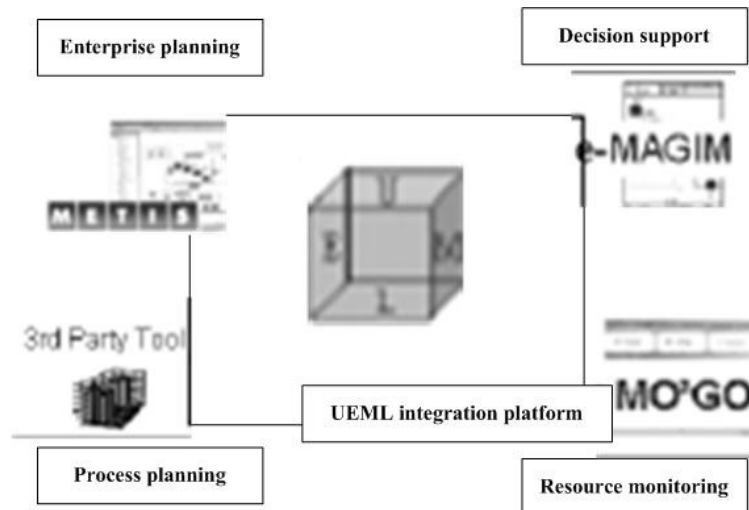 Enterprise planning
Decision support
e-MAGIM
METIS
3rd Party Tool
UEML integration platform
MO'GO
Process planning
Resource monitoring